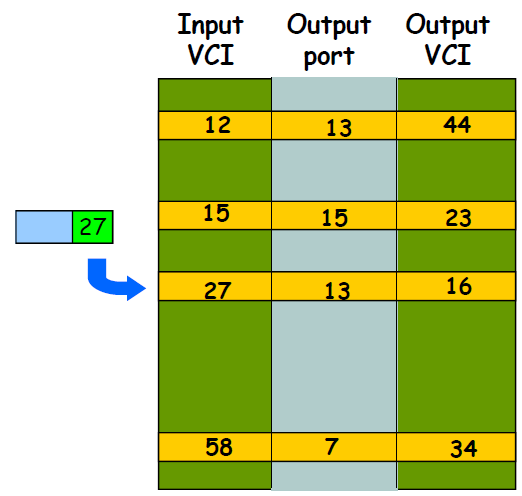 Input Output Output
VCI port VCI
12 13 44
15 15 23
27
27 13 16
58 7 34